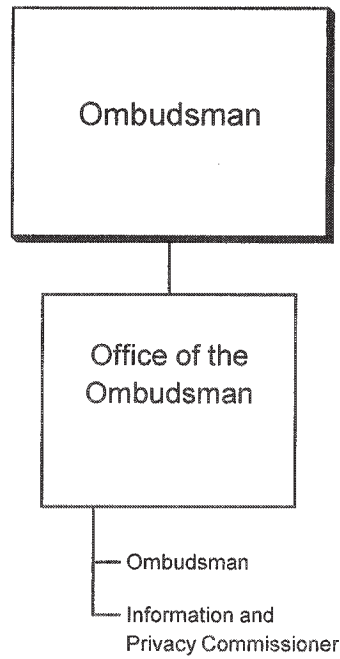 Ombudsman
Office of the
Ombudsman
Ombudsman
Information and
Privacy Commissioner